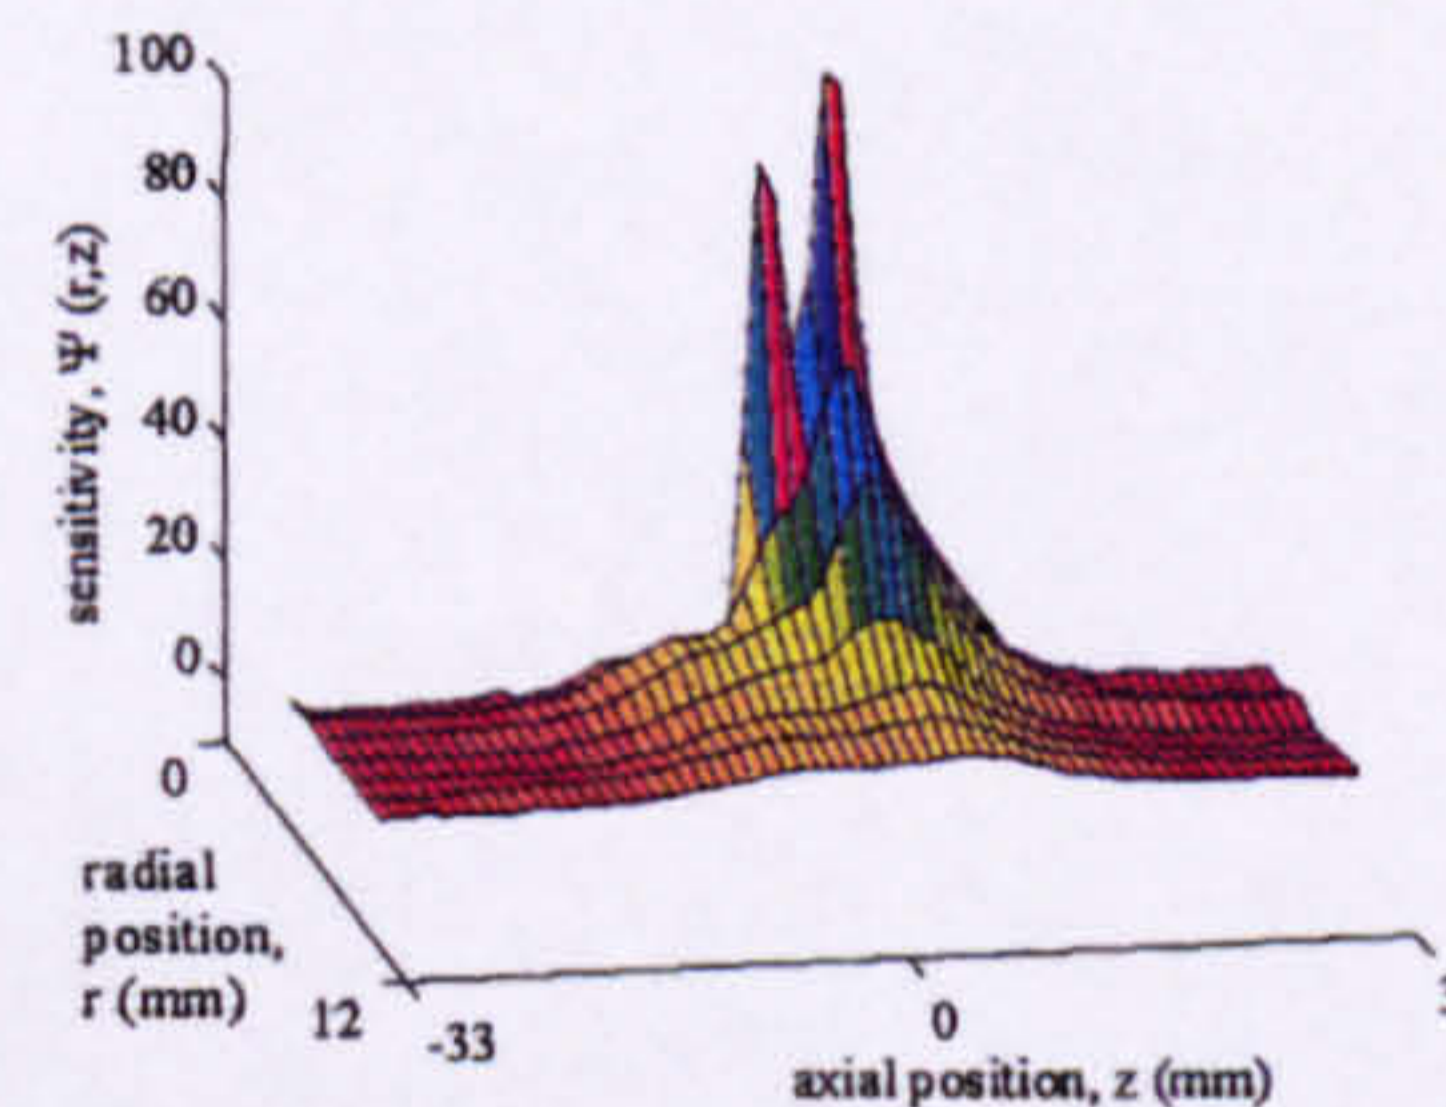 100
80
60
40
20
0
sensitivity, Ψ (r,z)
0
radial
position,
r (mm)
12
-33
0
axial position, z (mm)